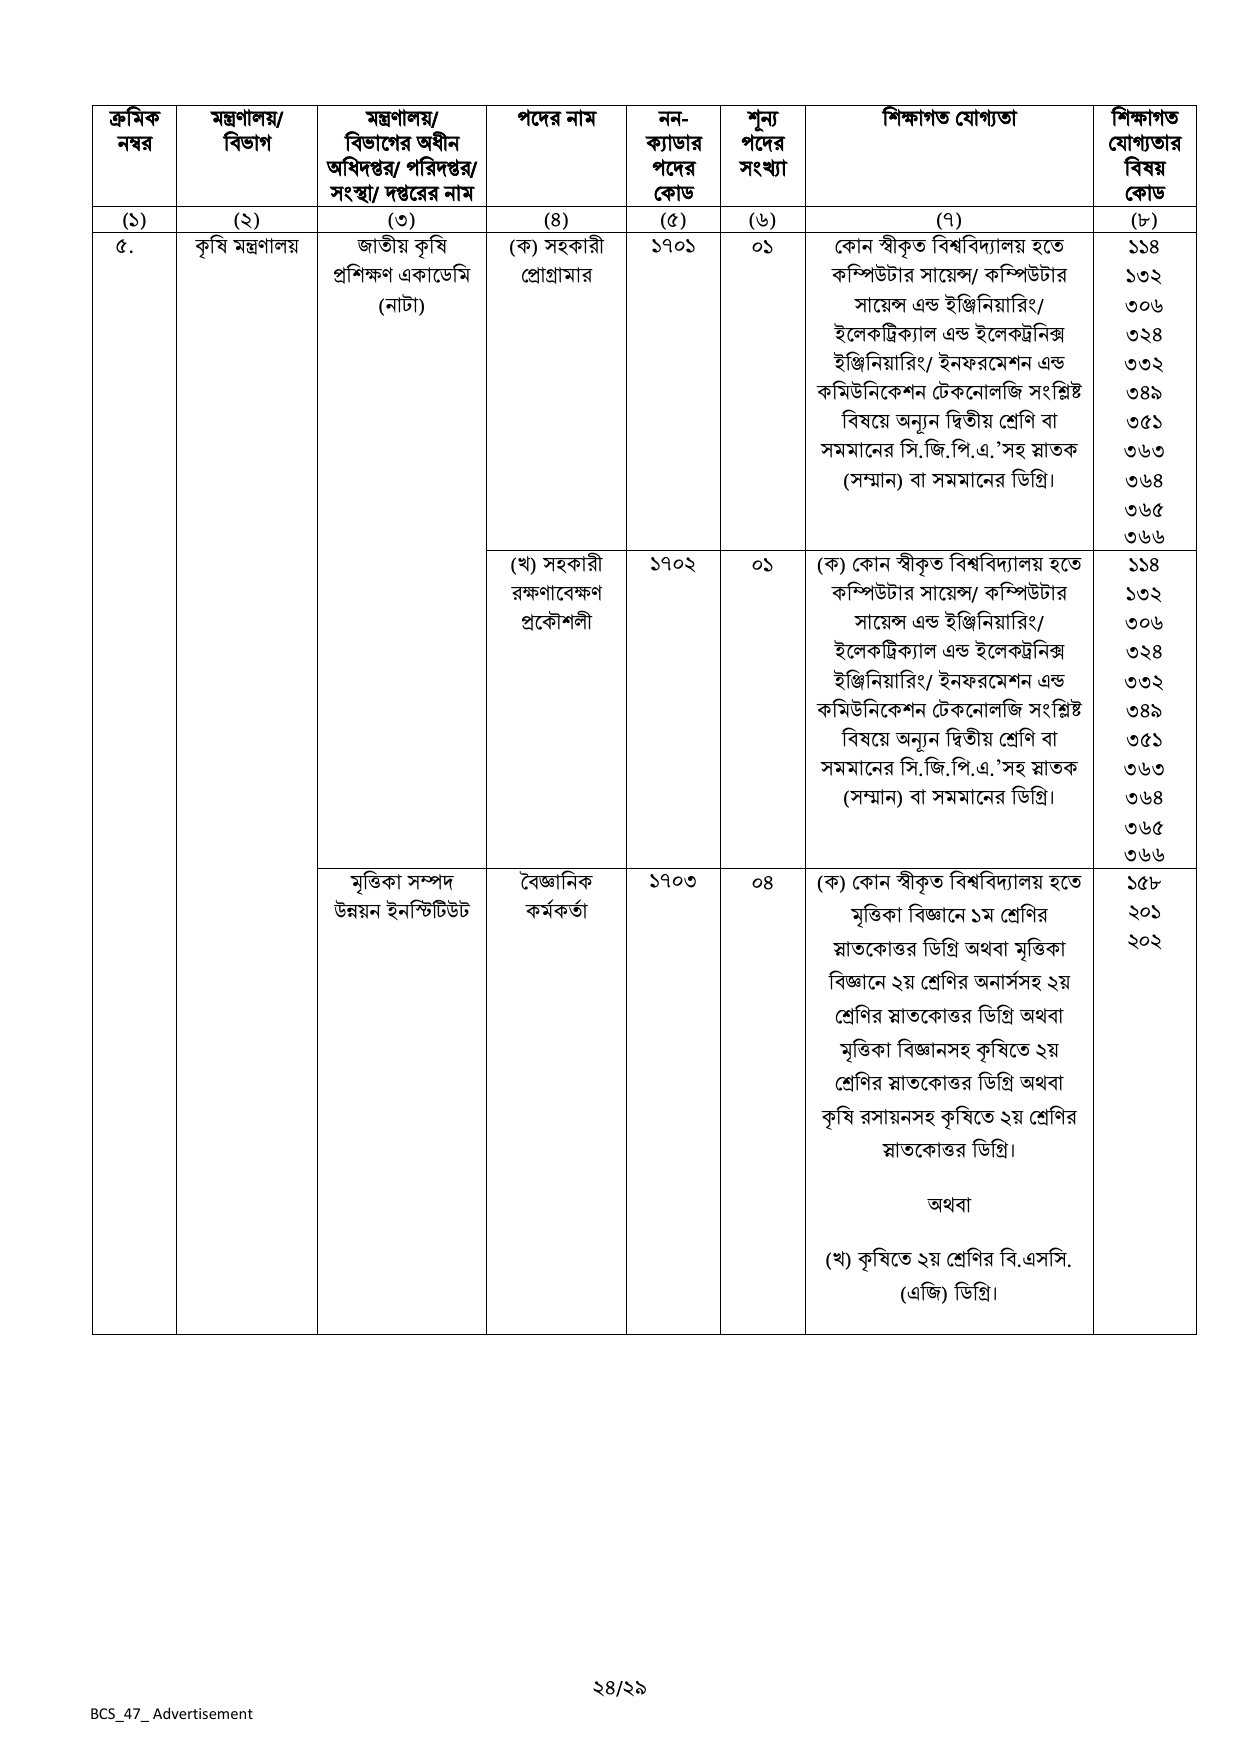 ক্রমিক নম্বর
মন্ত্রণালয়/ বিভাগ
মন্ত্রণালয়/ বিভাগের অধীন অধিদপ্তর/ পরিদপ্তর/ সংস্থা/ দপ্তরের নাম
পদের নাম
নন-ক্যাডার পদের কোড
শূন্য পদের সংখ্যা
শিক্ষাগত যোগ্যতা
শিক্ষাগত যোগ্যতার বিষয় কোড
(১) (২) (৩) (৪) (৫) (৬) (৭) (৮)
৫.
কৃষি মন্ত্রণালয়
জাতীয় কৃষি
প্রশিক্ষণ একাডেমি
(নাটা)
(ক) সহকারী
প্রোগ্রামার
১৭০১
০১
কোন স্বীকৃত বিশ্ববিদ্যালয় হতে
কম্পিউটার সায়েন্স/ কম্পিউটার
সায়েন্স এন্ড ইঞ্জিনিয়ারিং/
ইলেকট্রিক্যাল এন্ড ইলেকট্রনিক্স
ইঞ্জিনিয়ারিং/ ইনফরমেশন এন্ড
কমিউনিকেশন টেকনোলজি সংশ্লিষ্ট
বিষয়ে অন্যূন দ্বিতীয় শ্রেণি বা
সমমানের সি.জি.পি.এ.’সহ স্নাতক
(সম্মান) বা সমমানের ডিগ্রি।
১১৪
১৩২
৩০৬
৩২৪
৩৩২
৩৪৯
৩৫১
৩৬৩
৩৬৪
৩৬৫
৩৬৬
(খ) সহকারী
রক্ষণাবেক্ষণ
প্রকৌশলী
১৭০২
০১
(ক) কোন স্বীকৃত বিশ্ববিদ্যালয় হতে
কম্পিউটার সায়েন্স/ কম্পিউটার
সায়েন্স এন্ড ইঞ্জিনিয়ারিং/
ইলেকট্রিক্যাল এন্ড ইলেকট্রনিক্স
ইঞ্জিনিয়ারিং/ ইনফরমেশন এন্ড
কমিউনিকেশন টেকনোলজি সংশ্লিষ্ট
বিষয়ে অন্যূন দ্বিতীয় শ্রেণি বা
সমমানের সি.জি.পি.এ.’সহ স্নাতক
(সম্মান) বা সমমানের ডিগ্রি।
১১৪
১৩২
৩০৬
৩২৪
৩৩২
৩৪৯
৩৫১
৩৬৩
৩৬৪
৩৬৫
৩৬৬
মৃত্তিকা সম্পদ
উন্নয়ন ইনস্টিটিউট
বৈজ্ঞানিক
কর্মকর্তা
১৭০৩
০৪
(ক) কোন স্বীকৃত বিশ্ববিদ্যালয় হতে
মৃত্তিকা বিজ্ঞানে ১ম শ্রেণির
স্নাতকোত্তর ডিগ্রি অথবা মৃত্তিকা
বিজ্ঞানে ২য় শ্রেণির অনার্সসহ ২য়
শ্রেণির স্নাতকোত্তর ডিগ্রি অথবা
মৃত্তিকা বিজ্ঞানসহ কৃষিতে ২য়
শ্রেণির স্নাতকোত্তর ডিগ্রি অথবা
কৃষি রসায়নসহ কৃষিতে ২য় শ্রেণির
স্নাতকোত্তর ডিগ্রি।
অথবা
(খ) কৃষিতে ২য় শ্রেণির বি.এসসি.
(এজি) ডিগ্রি।
১৫৮
২০১
২০২
২৪/২৯
BCS_47_ Advertisement